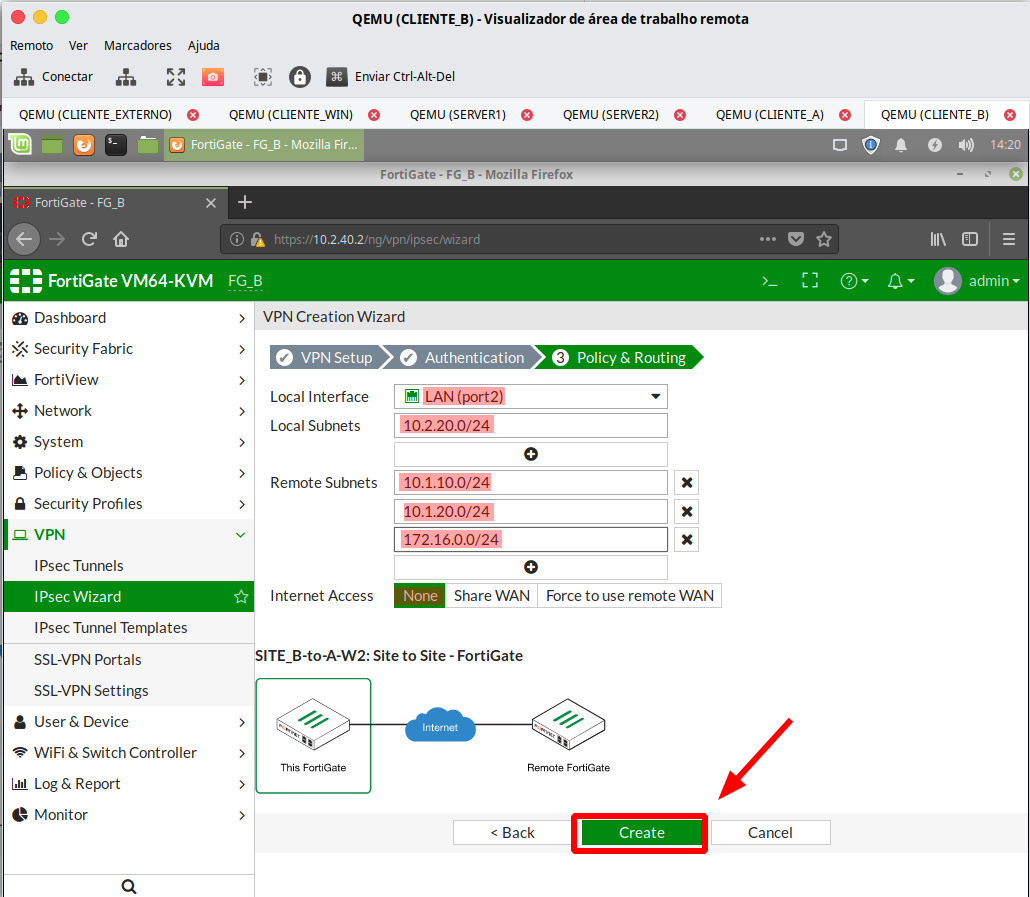 QEMU (CLIENTE_B) - Visualizador de área de trabalho remota
Remoto Ver Marcadores Ajuda
Conectar Enviar Ctrl-Alt-Del
QEMU (CLIENTE_EXTERNO) QEMU (CLIENTE_WIN) QEMU (SERVER1) QEMU (SERVER2) QEMU (CLIENTE_A) QEMU (CLIENTE_B)
FortiGate - FG_B - Mozilla Fir... 14:20
FortiGate - FG_B - Mozilla Firefox
FortiGate - FG_B
https://10.2.40.2/ng/vpn/ipsec/wizard
FortiGate VM64-KVM FG_B admin
Dashboard
Security Fabric
FortiView
Network
System
Policy & Objects
Security Profiles
VPN
IPsec Tunnels
IPsec Wizard
IPsec Tunnel Templates
SSL-VPN Portals
SSL-VPN Settings
User & Device
WiFi & Switch Controller
Log & Report
Monitor
VPN Creation Wizard
VPN Setup Authentication 3 Policy & Routing
Local Interface LAN (port2)
Local Subnets 10.2.20.0/24
Remote Subnets 10.1.10.0/24
10.1.20.0/24
172.16.0.0/24
Internet Access None Share WAN Force to use remote WAN
SITE_B-to-A-W2: Site to Site - FortiGate
Internet
This FortiGate Remote FortiGate
< Back Create Cancel